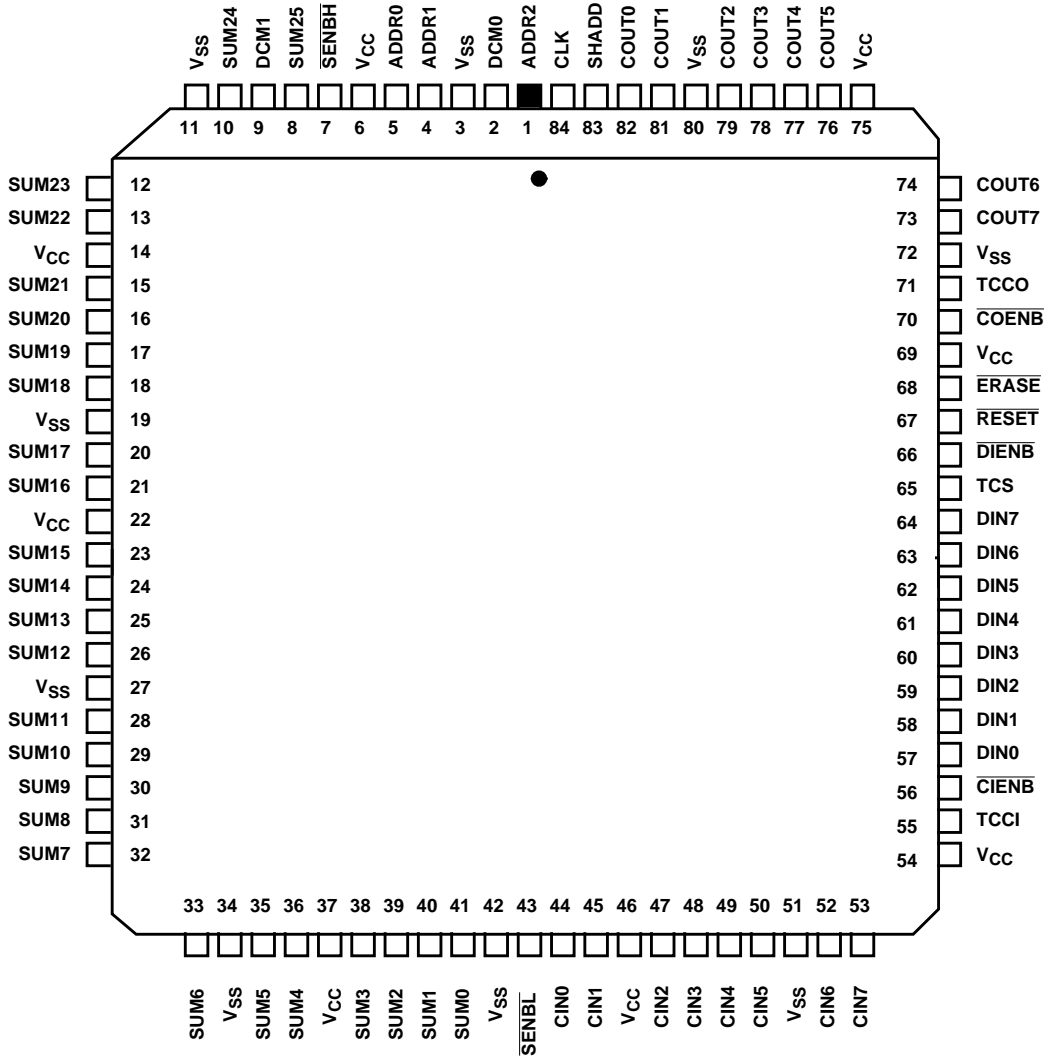 VSS SUM24 DCM1 SUM25 SENBH VCC ADDR0 ADDR1 VSS DCM0 ADDR2 CLK SHADD COUT0 COUT1 VSS COUT2 COUT3 COUT4 COUT5 VCC
11 10 9 8 7 6 5 4 3 2 1 84 83 82 81 80 79 78 77 76 75
SUM23 12 74 COUT6
SUM22 13 73 COUT7
VCC 14 72 VSS
SUM21 15 71 TCCO
SUM20 16 70 COENB
SUM19 17 69 VCC
SUM18 18 68 ERASE
VSS 19 67 RESET
SUM17 20 66 DIENB
SUM16 21 65 TCS
VCC 22 64 DIN7
SUM15 23 63 DIN6
SUM14 24 62 DIN5
SUM13 25 61 DIN4
SUM12 26 60 DIN3
VSS 27 59 DIN2
SUM11 28 58 DIN1
SUM10 29 57 DIN0
SUM9 30 56 CIENB
SUM8 31 55 TCCI
SUM7 32 54 VCC
33 34 35 36 37 38 39 40 41 42 43 44 45 46 47 48 49 50 51 52 53
SUM6 VSS SUM5 SUM4 VCC SUM3 SUM2 SUM1 SUM0 VSS SENBL CIN0 CIN1 VCC CIN2 CIN3 CIN4 CIN5 VSS CIN6 CIN7